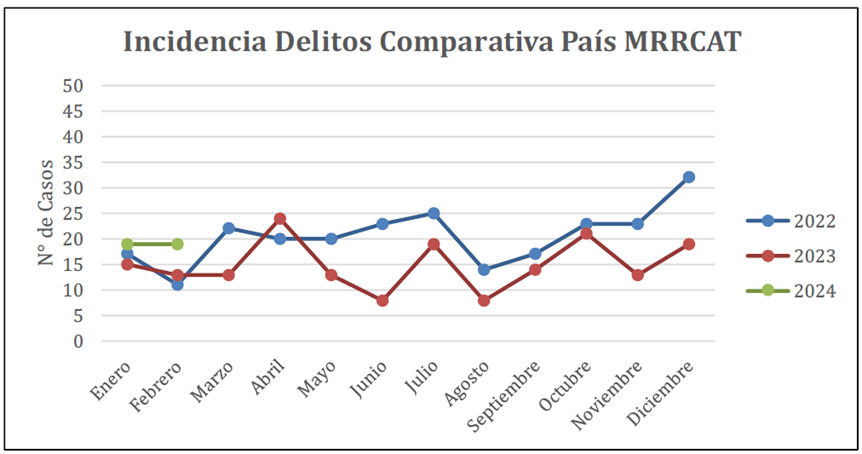 Incidencia Delitos Comparativa País MRRCAT
N° de Casos
50
45
40
35
30
25
20
15
10
5
0
Enero
Febrero
Marzo
Abril
Mayo
Junio
Julio
Agosto
Septiembre
Octubre
Noviembre
Diciembre
2022
2023
2024